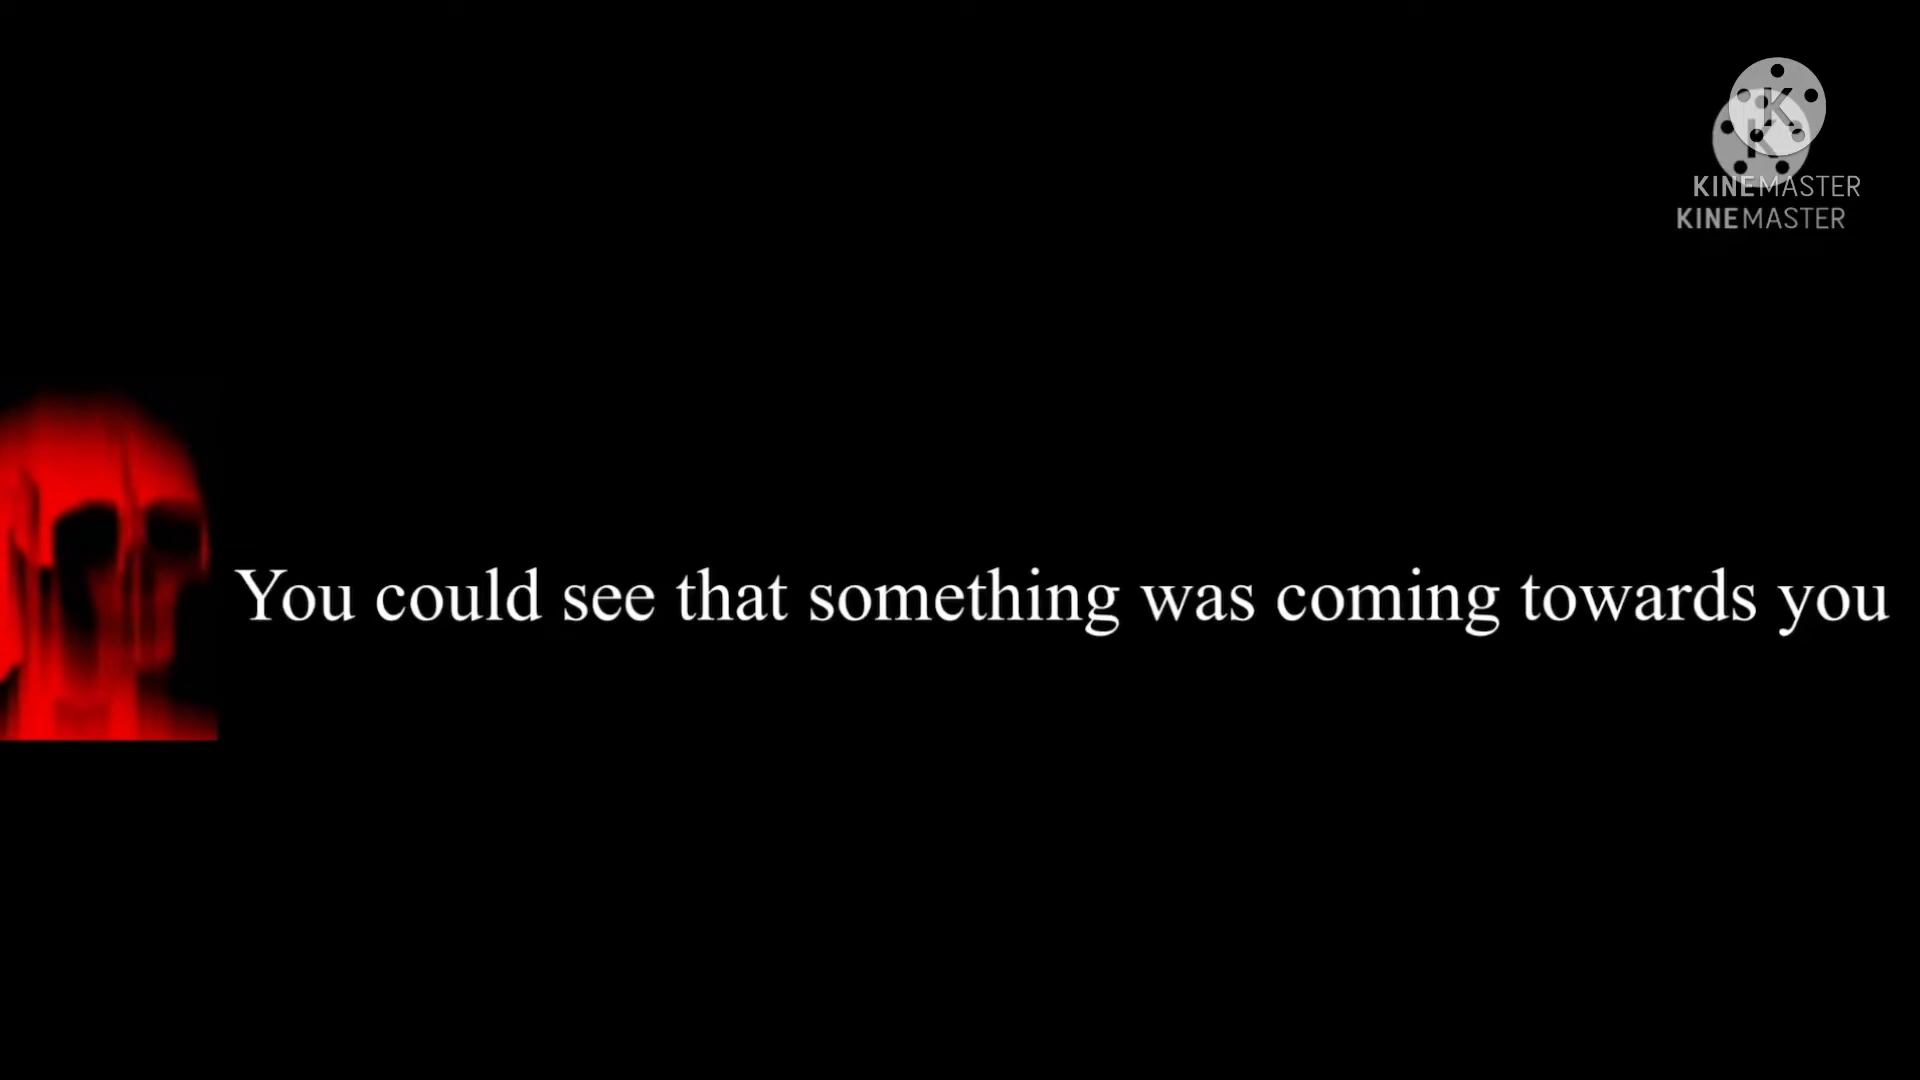 K
K
KINEMASTER
KINEMASTER
You could see that something was coming towards you